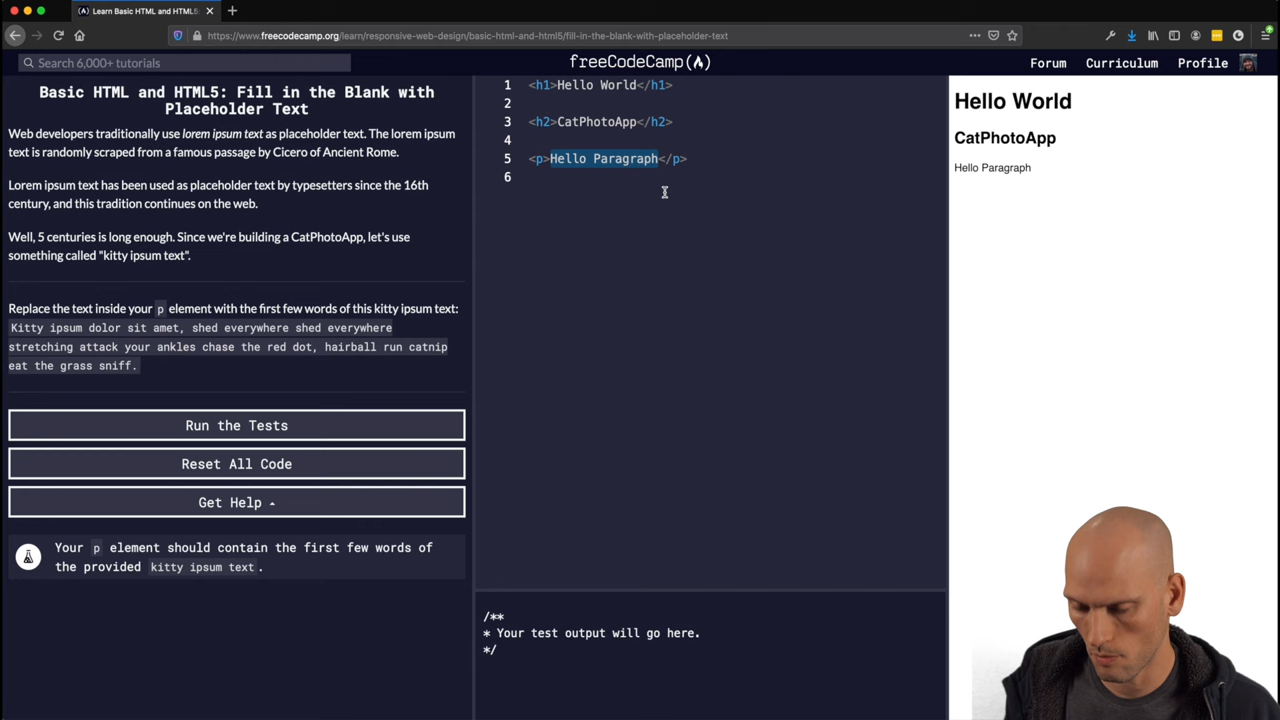 Learn Basic HTML and HTML5:
https://www.freecodecamp.org/learn/responsive-web-design/basic-html-and-html5/fill-in-the-blank-with-placeholder-text
Search 6,000+ tutorials
freeCodeCamp
Forum
Curriculum
Profile
Basic HTML and HTML5: Fill in the Blank with
Placeholder Text
Web developers traditionally use lorem ipsum text as placeholder text. The lorem ipsum
text is randomly scraped from a famous passage by Cicero of Ancient Rome.
Lorem ipsum text has been used as placeholder text by typesetters since the 16th
century, and this tradition continues on the web.
Well, 5 centuries is long enough. Since we're building a CatPhotoApp, let's use
something called "kitty ipsum text".
Replace the text inside your p element with the first few words of this kitty ipsum text:
Kitty ipsum dolor sit amet, shed everywhere shed everywhere
stretching attack your ankles chase the red dot, hairball run catnip
eat the grass sniff.
Run the Tests
Reset All Code
Get Help
Your p element should contain the first few words of
the provided kitty ipsum text.
1 <h1>Hello World</h1>
2
3 <h2>CatPhotoApp</h2>
4
5 <p>Hello Paragraph</p>
6
/**
* Your test output will go here.
*/
Hello World
CatPhotoApp
Hello Paragraph